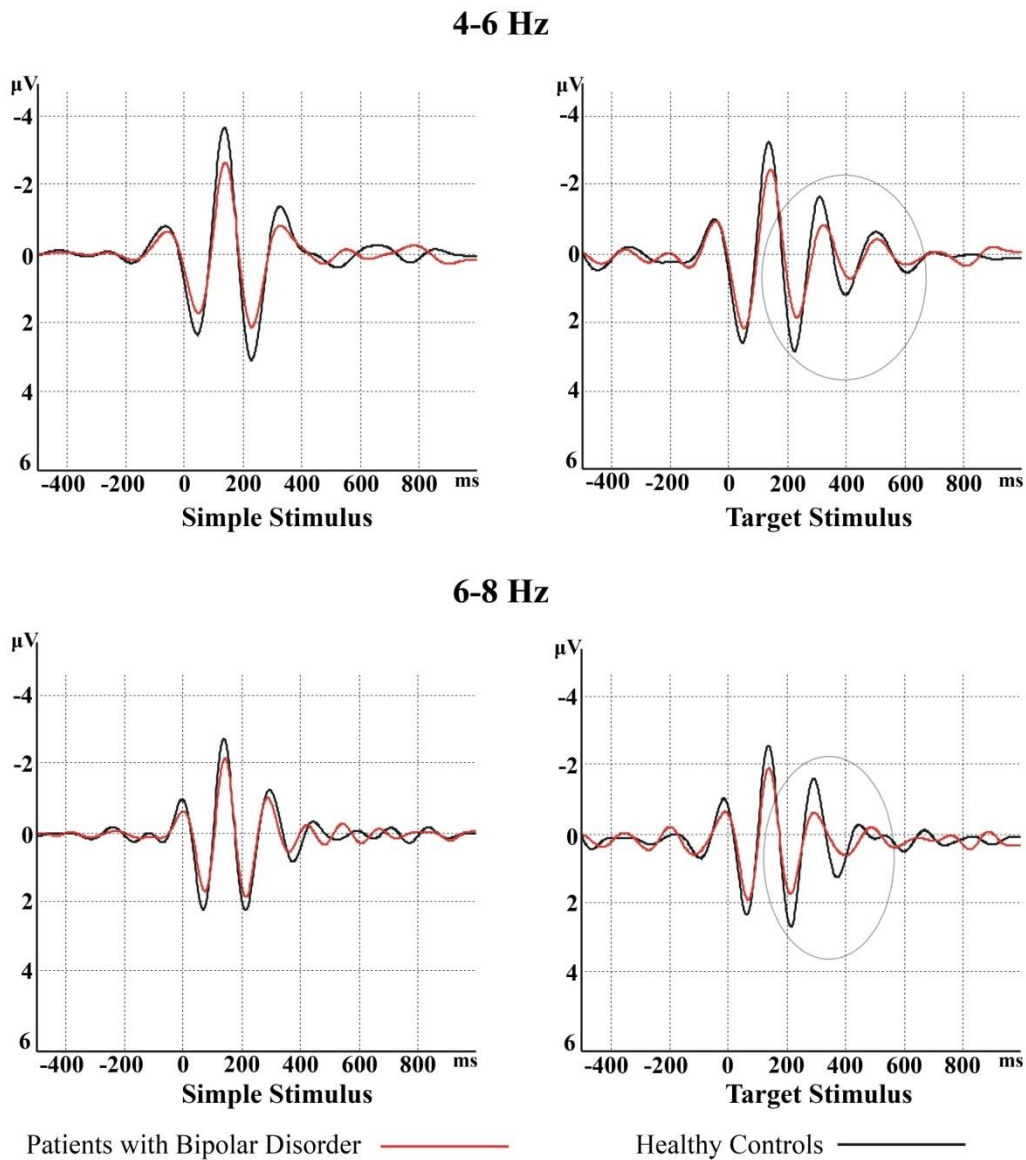 4-6 Hz
µV µV
-4 -4
-2 -2
0 0
2 2
4 4
6 6
-400 -200 0 200 400 600 800 ms -400 -200 0 200 400 600 800 ms
Simple Stimulus Target Stimulus
6-8 Hz
µV µV
-4 -4
-2 -2
0 0
2 2
4 4
6 6
-400 -200 0 200 400 600 800 ms -400 -200 0 200 400 600 800 ms
Simple Stimulus Target Stimulus
Patients with Bipolar Disorder Healthy Controls